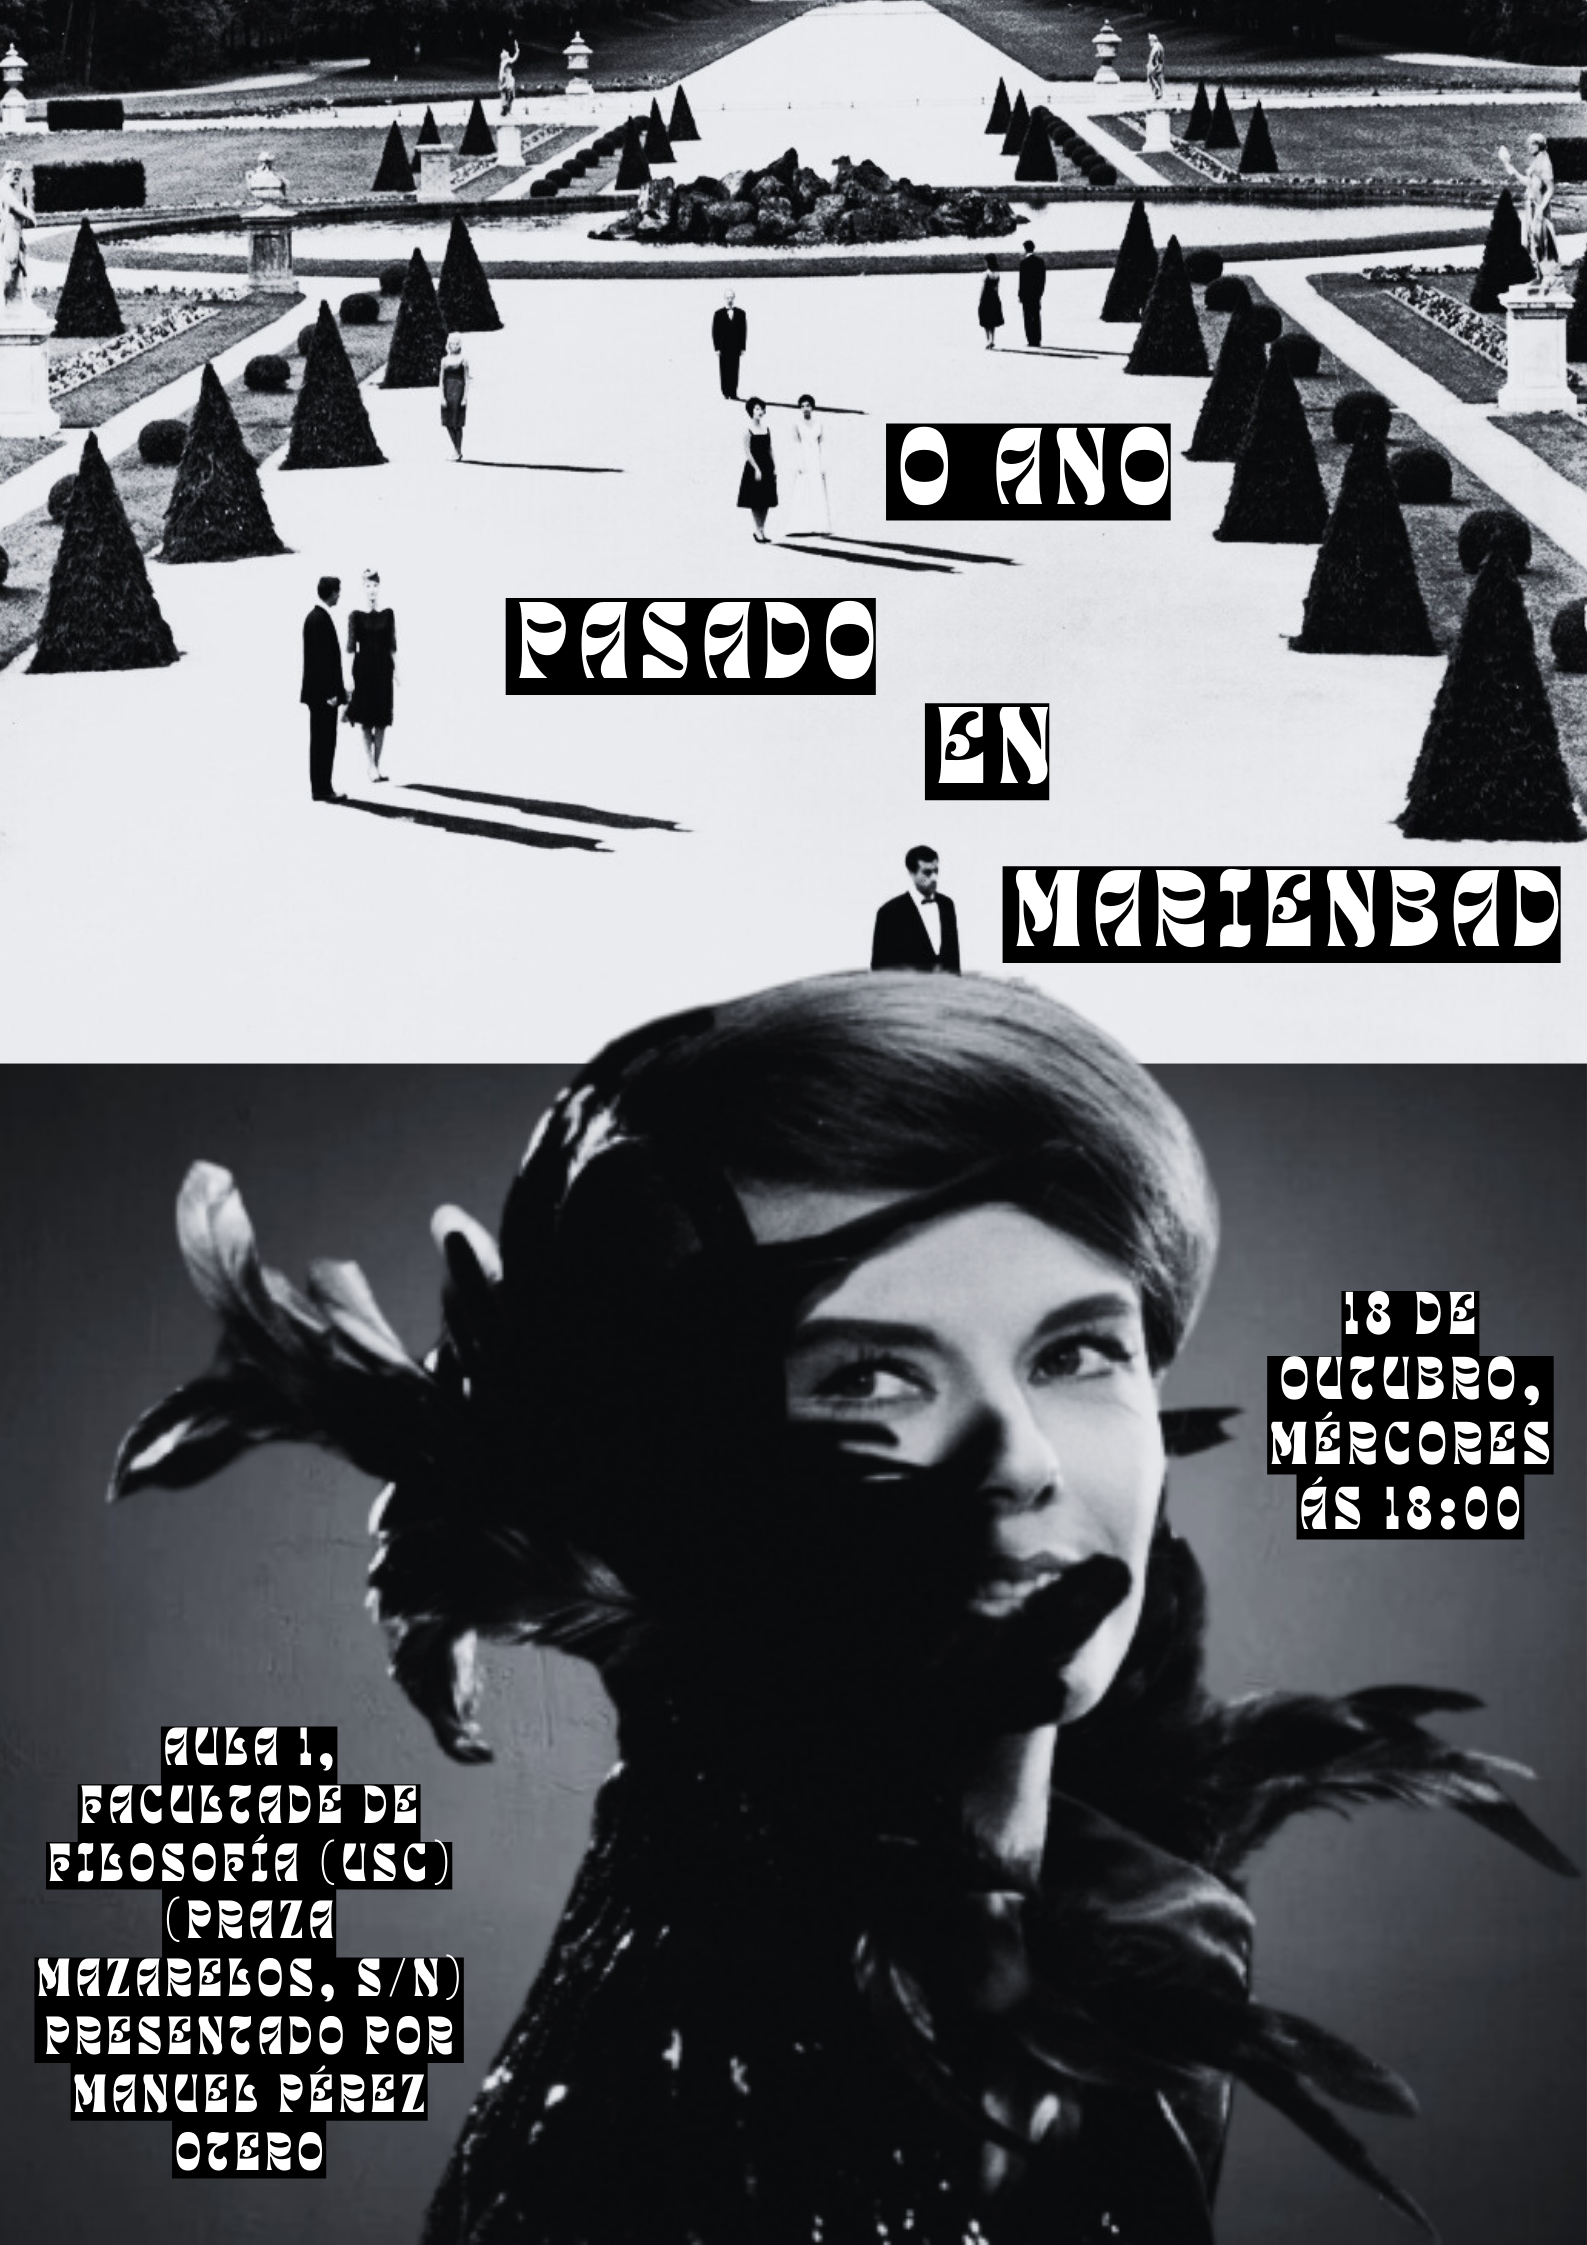 O ANO
PASADO
EN
MARIENBAD
18 DE
OUTUBRO,
MÉRCORES
ÁS 18:00
AULA 1,
FACULTADE DE
FILOSOFÍA (USC)
(PRAZA
MAZARELOS, S/N)
PRESENTADO POR
MANUEL PÉREZ
OTERO